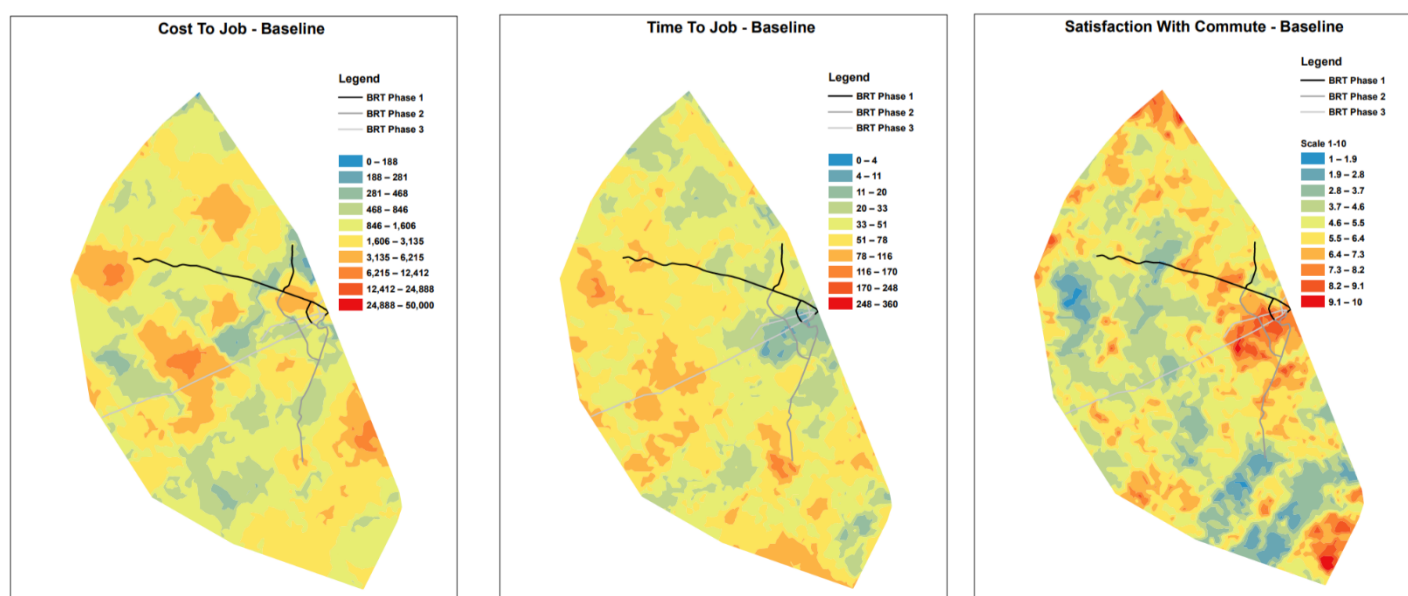 Cost To Job - Baseline
Legend
BRT Phase 1
BRT Phase 2
BRT Phase 3
0 – 188
188 – 281
281 – 468
468 – 846
846 – 1,606
1,606 – 3,135
3,135 – 6,215
6,215 – 12,412
12,412 – 24,888
24,888 – 50,000
Time To Job - Baseline
Legend
BRT Phase 1
BRT Phase 2
BRT Phase 3
0 – 4
4 – 11
11 – 20
20 – 33
33 – 51
51 – 78
78 – 116
116 – 170
170 – 248
248 – 360
Satisfaction With Commute - Baseline
Legend
BRT Phase 1
BRT Phase 2
BRT Phase 3
Scale 1-10
1 – 1.9
1.9 – 2.8
2.8 – 3.7
3.7 – 4.6
4.6 – 5.5
5.5 – 6.4
6.4 – 7.3
7.3 – 8.2
8.2 – 9.1
9.1 – 10